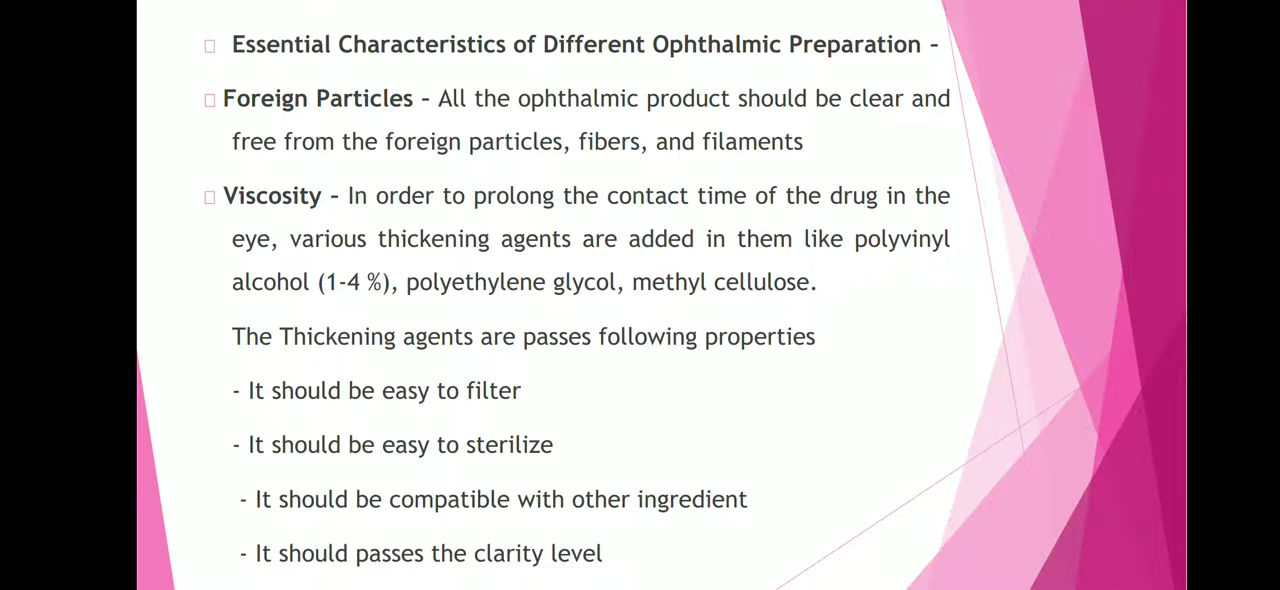 Essential Characteristics of Different Ophthalmic Preparation –
Foreign Particles – All the ophthalmic product should be clear and
free from the foreign particles, fibers, and filaments
Viscosity – In order to prolong the contact time of the drug in the
eye, various thickening agents are added in them like polyvinyl
alcohol (1-4 %), polyethylene glycol, methyl cellulose.
The Thickening agents are passes following properties
- It should be easy to filter
- It should be easy to sterilize
- It should be compatible with other ingredient
- It should passes the clarity level